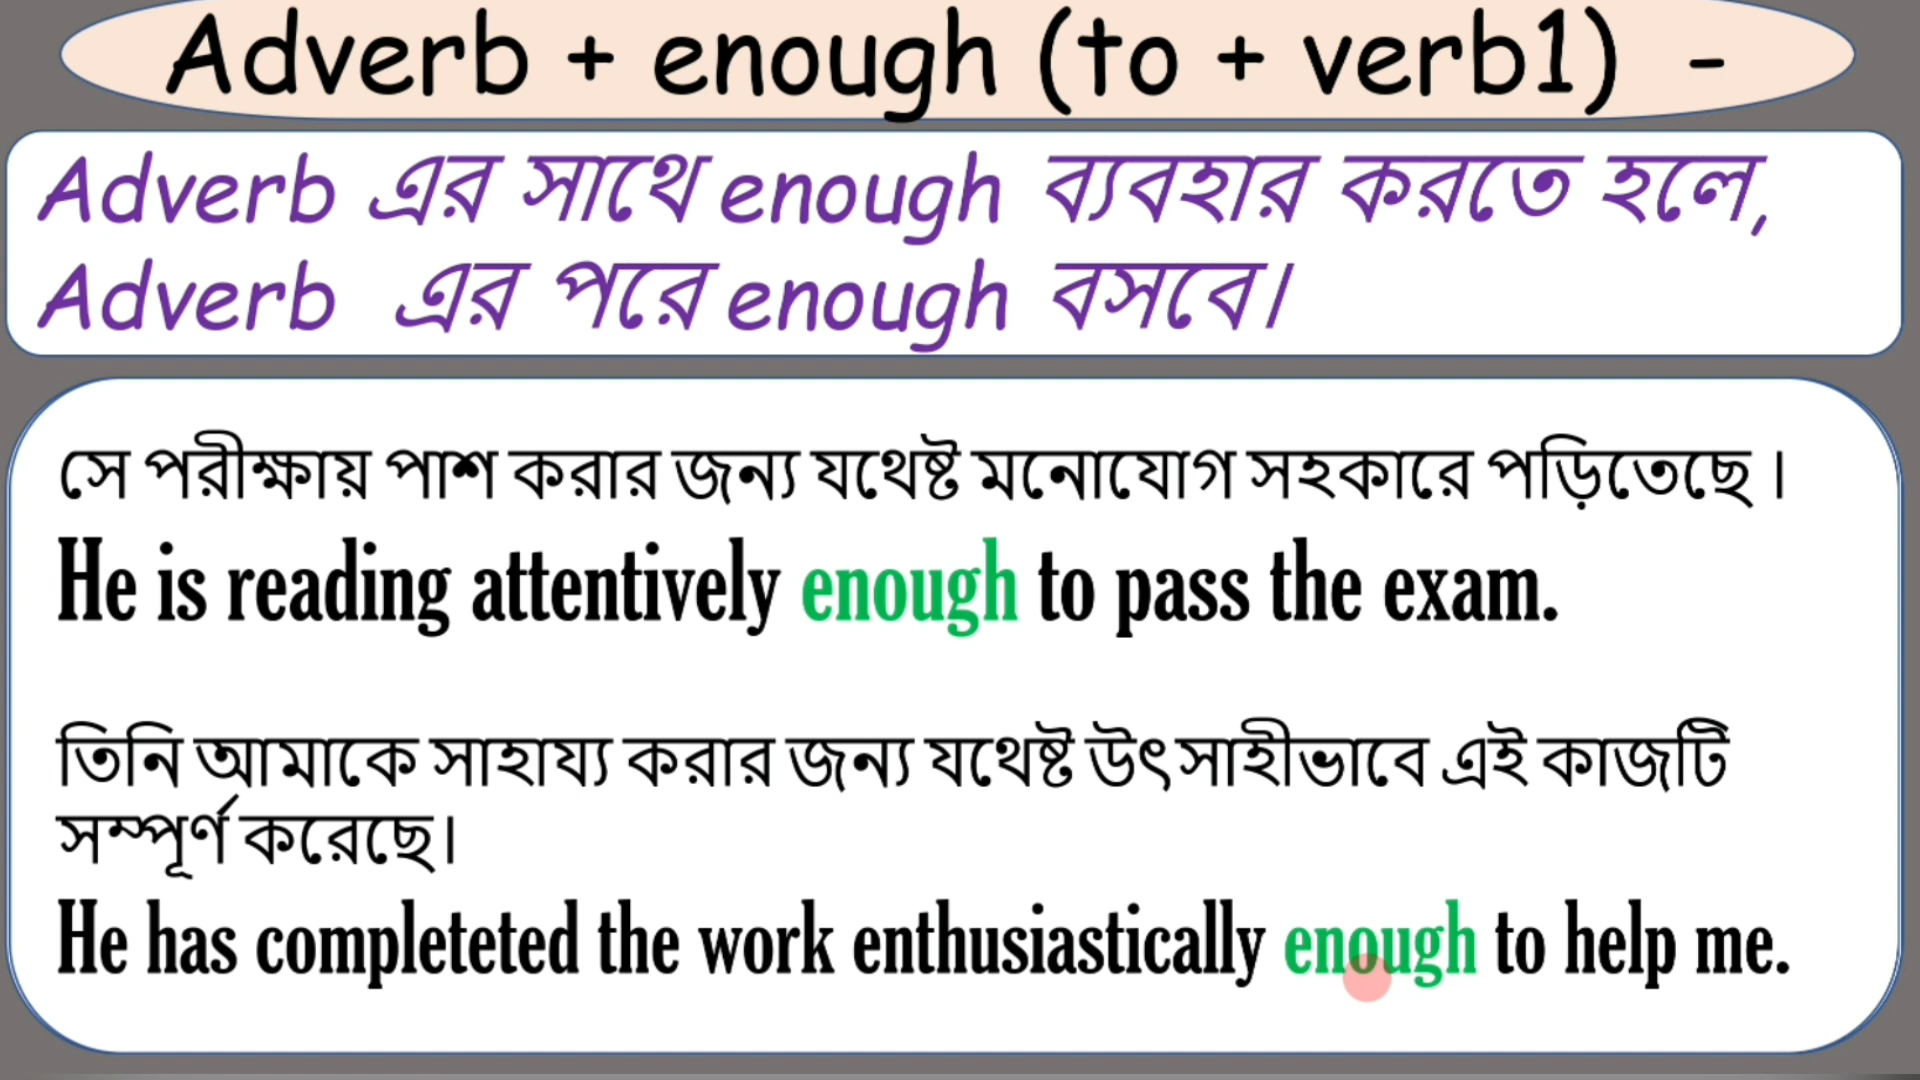 Adverb + enough (to + verb1) -
Adverb এর সাথে enough ব্যবহার করতে হলে,
Adverb এর পরে enough বসবে।
সে পরীক্ষায় পাশ করার জন্য যথেষ্ট মনোযোগ সহকারে পড়িতেছে ।
He is reading attentively enough to pass the exam.
তিনি আমাকে সাহায্য করার জন্য যথেষ্ট উৎসাহীভাবে এই কাজটি
সম্পূর্ণ করেছে।
He has completeted the work enthusiastically enough to help me.